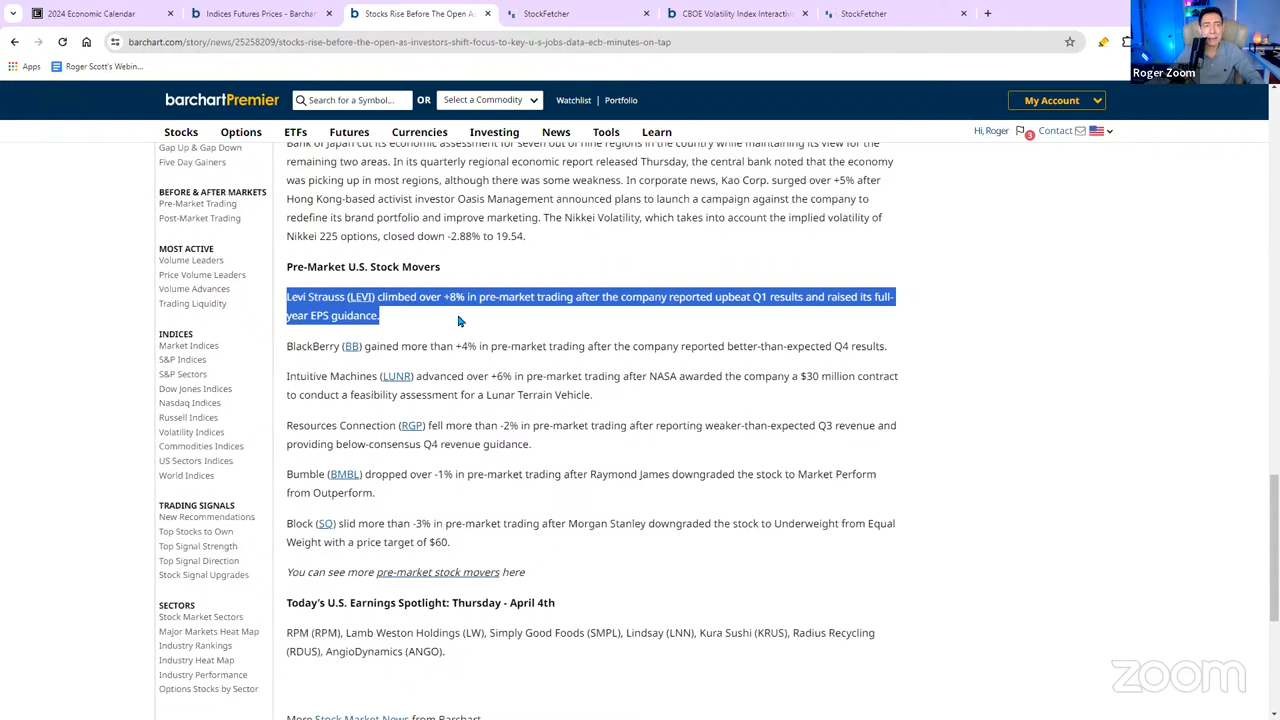 2024 Economic Calendar
Indices Futures Prices - Barchar
Stocks Rise Before The Open As
StockFetcher
CBOE Volatility Index Interactiv
StockFetcher
barchart.com/story/news/25258209/stocks-rise-before-the-open-as-investors-shift-focus-to-key-u-s-jobs-data-ecb-minutes-on-tap
Apps
Roger Scott's Webin...
Roger Zoom
barchartPremier
Search for a Symbol...
OR
Select a Commodity
Watchlist | Portfolio
My Account
Stocks Options ETFs Futures Currencies Investing News Tools Learn
Hi, Roger
3
Contact
Gap Up & Gap Down
Five Day Gainers
BEFORE & AFTER MARKETS
Pre-Market Trading
Post-Market Trading
MOST ACTIVE
Volume Leaders
Price Volume Leaders
Volume Advances
Trading Liquidity
INDICES
Market Indices
S&P Indices
S&P Sectors
Dow Jones Indices
Nasdaq Indices
Russell Indices
Volatility Indices
Commodities Indices
US Sectors Indices
World Indices
TRADING SIGNALS
New Recommendations
Top Stocks to Own
Top Signal Strength
Top Signal Direction
Stock Signal Upgrades
SECTORS
Stock Market Sectors
Major Markets Heat Map
Industry Rankings
Industry Heat Map
Industry Performance
Options Stocks by Sector
Bank of Japan cut its economic assessment for seven out of nine regions in the country while maintaining its view for the
remaining two areas. In its quarterly regional economic report released Thursday, the central bank noted that the economy
was picking up in most regions, although there was some weakness. In corporate news, Kao Corp. surged over +5% after
Hong Kong-based activist investor Oasis Management announced plans to launch a campaign against the company to
redefine its brand portfolio and improve marketing. The Nikkei Volatility, which takes into account the implied volatility of
Nikkei 225 options, closed down -2.88% to 19.54.
Pre-Market U.S. Stock Movers
Levi Strauss (LEVI) climbed over +8% in pre-market trading after the company reported upbeat Q1 results and raised its full-
year EPS guidance.
BlackBerry (BB) gained more than +4% in pre-market trading after the company reported better-than-expected Q4 results.
Intuitive Machines (LUNR) advanced over +6% in pre-market trading after NASA awarded the company a $30 million contract
to conduct a feasibility assessment for a Lunar Terrain Vehicle.
Resources Connection (RGP) fell more than -2% in pre-market trading after reporting weaker-than-expected Q3 revenue and
providing below-consensus Q4 revenue guidance.
Bumble (BMBL) dropped over -1% in pre-market trading after Raymond James downgraded the stock to Market Perform
from Outperform.
Block (SQ) slid more than -3% in pre-market trading after Morgan Stanley downgraded the stock to Underweight from Equal
Weight with a price target of $60.
You can see more pre-market stock movers here
Today's U.S. Earnings Spotlight: Thursday - April 4th
RPM (RPM), Lamb Weston Holdings (LW), Simply Good Foods (SMPL), Lindsay (LNN), Kura Sushi (KRUS), Radius Recycling
(RDUS), AngioDynamics (ANGO).
More Stock Market News from Barchart
zoom